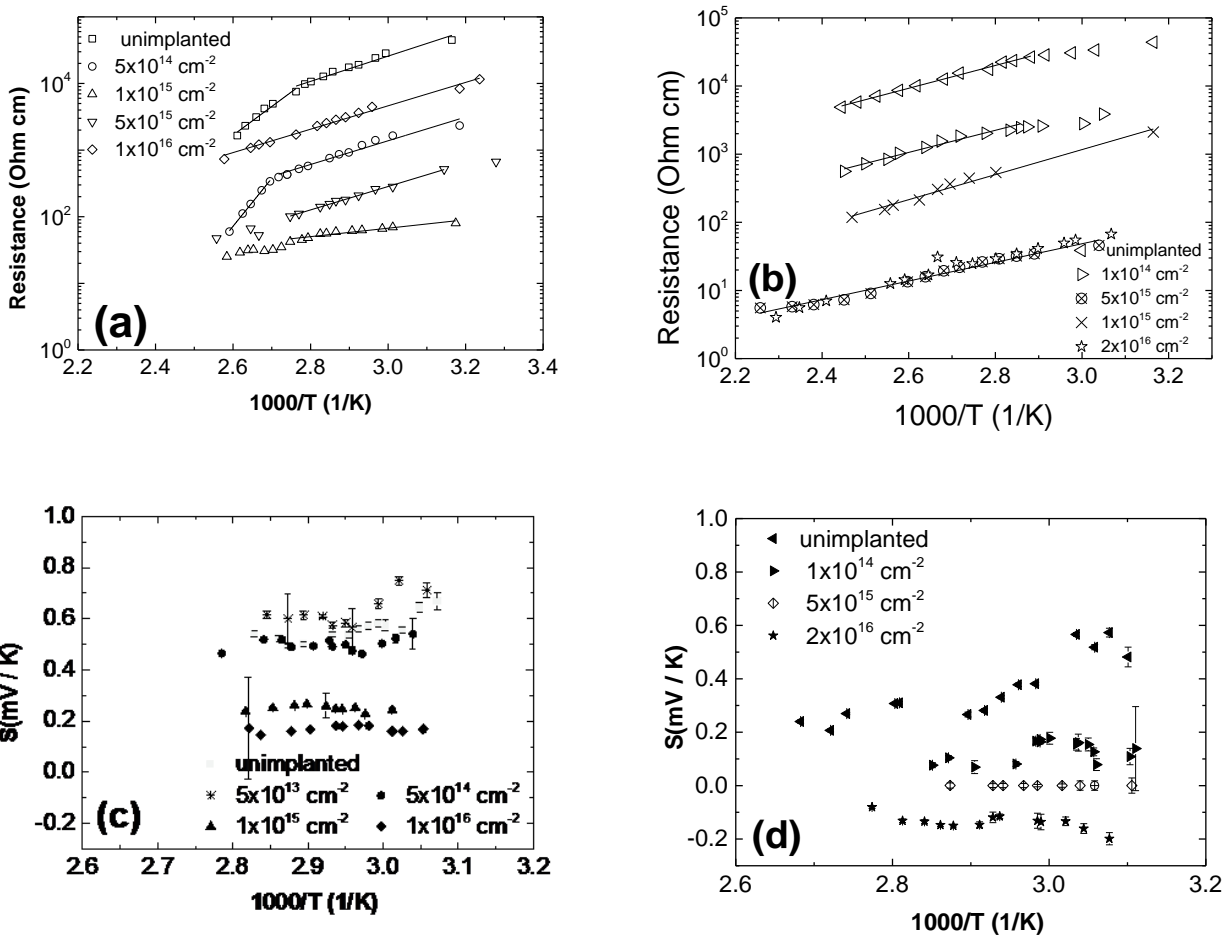 unimplanted
5x10^14 cm^-2
1x10^15 cm^-2
5x10^15 cm^-2
1x10^16 cm^-2
10^4
10^2
10^0
Resistance (Ohm cm)
(a)
2.2 2.4 2.6 2.8 3.0 3.2 3.4
1000/T (1/K)
10^5
10^4
10^3
10^2
10^1
10^0
Resistance (Ohm cm)
(b)
unimplanted
1x10^14 cm^-2
5x10^15 cm^-2
1x10^15 cm^-2
2x10^16 cm^-2
2.2 2.4 2.6 2.8 3.0 3.2
1000/T (1/K)
1.0
0.8
0.6
0.4
0.2
0.0
-0.2
S(mV / K)
unimplanted
5x10^13 cm^-2 5x10^14 cm^-2
1x10^15 cm^-2 1x10^16 cm^-2
(c)
2.6 2.7 2.8 2.9 3.0 3.1 3.2
1000/T (1/K)
1.0
0.8
0.6
0.4
0.2
0.0
-0.2
S(mV / K)
unimplanted
1x10^14 cm^-2
5x10^15 cm^-2
2x10^16 cm^-2
(d)
2.6 2.8 3.0 3.2
1000/T (1/K)